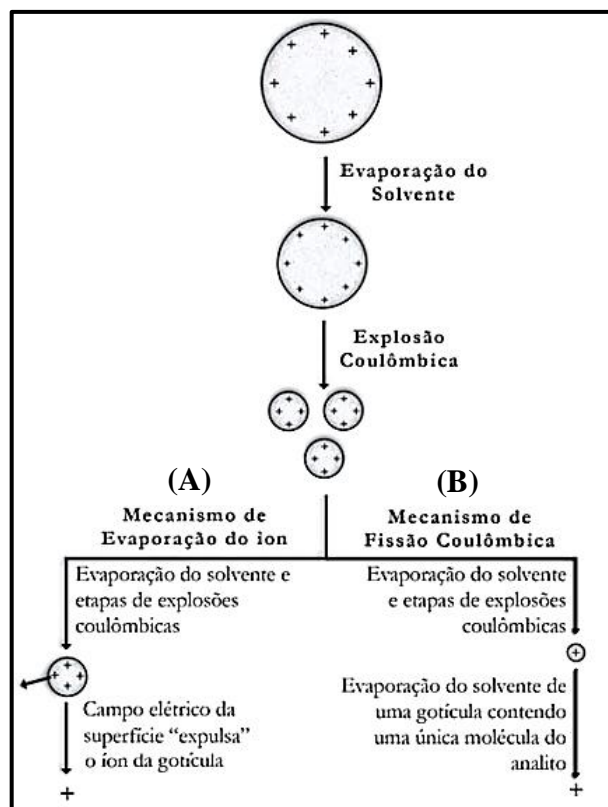 Evaporação do
Solvente
Explosão
Coulômbica
(A)
Mecanismo de
Evaporação do íon
Evaporação do solvente e
etapas de explosões
coulômbicas
Campo elétrico da
superfície “expulsa”
o íon da gotícula
(B)
Mecanismo de
Fissão Coulômbica
Evaporação do solvente
e etapas de explosões
coulômbicas
Evaporação do solvente de
uma gotícula contendo
uma única molécula do
analito